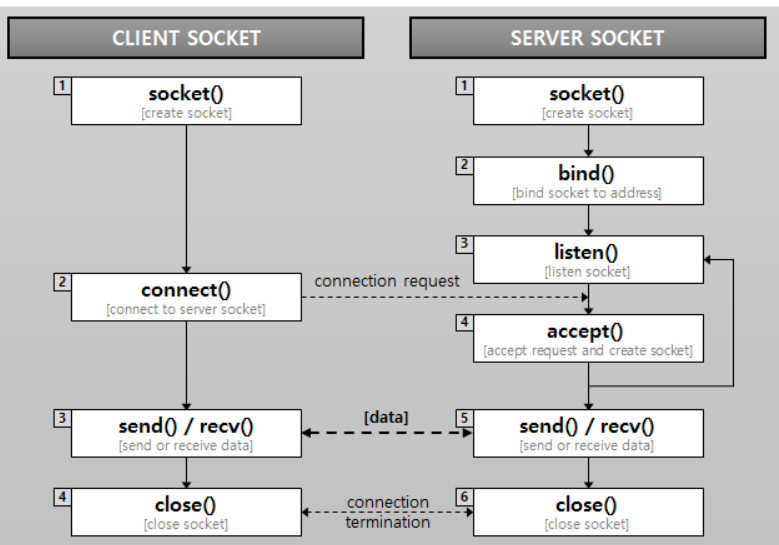 CLIENT SOCKET
SERVER SOCKET
1
socket()
[create socket]
1
socket()
[create socket]
2
bind()
[bind socket to address]
3
listen()
[listen socket]
2
connect()
[connect to server socket]
connection request
4
accept()
[accept request and create socket]
3
send() / recv()
[send or receive data]
[data]
5
send() / recv()
[send or receive data]
4
close()
[close socket]
connection
termination
6
close()
[close socket]